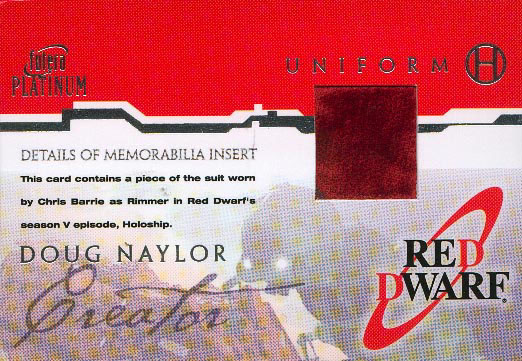 futera
PLATINUM
UNIFORM H
DETAILS OF MEMORABILIA INSERT
This card contains a piece of the suit worn
by Chris Barrie as Rimmer in Red Dwarf's
season V episode, Holoship.
DOUG NAYLOR
Creator
RED
DWARF